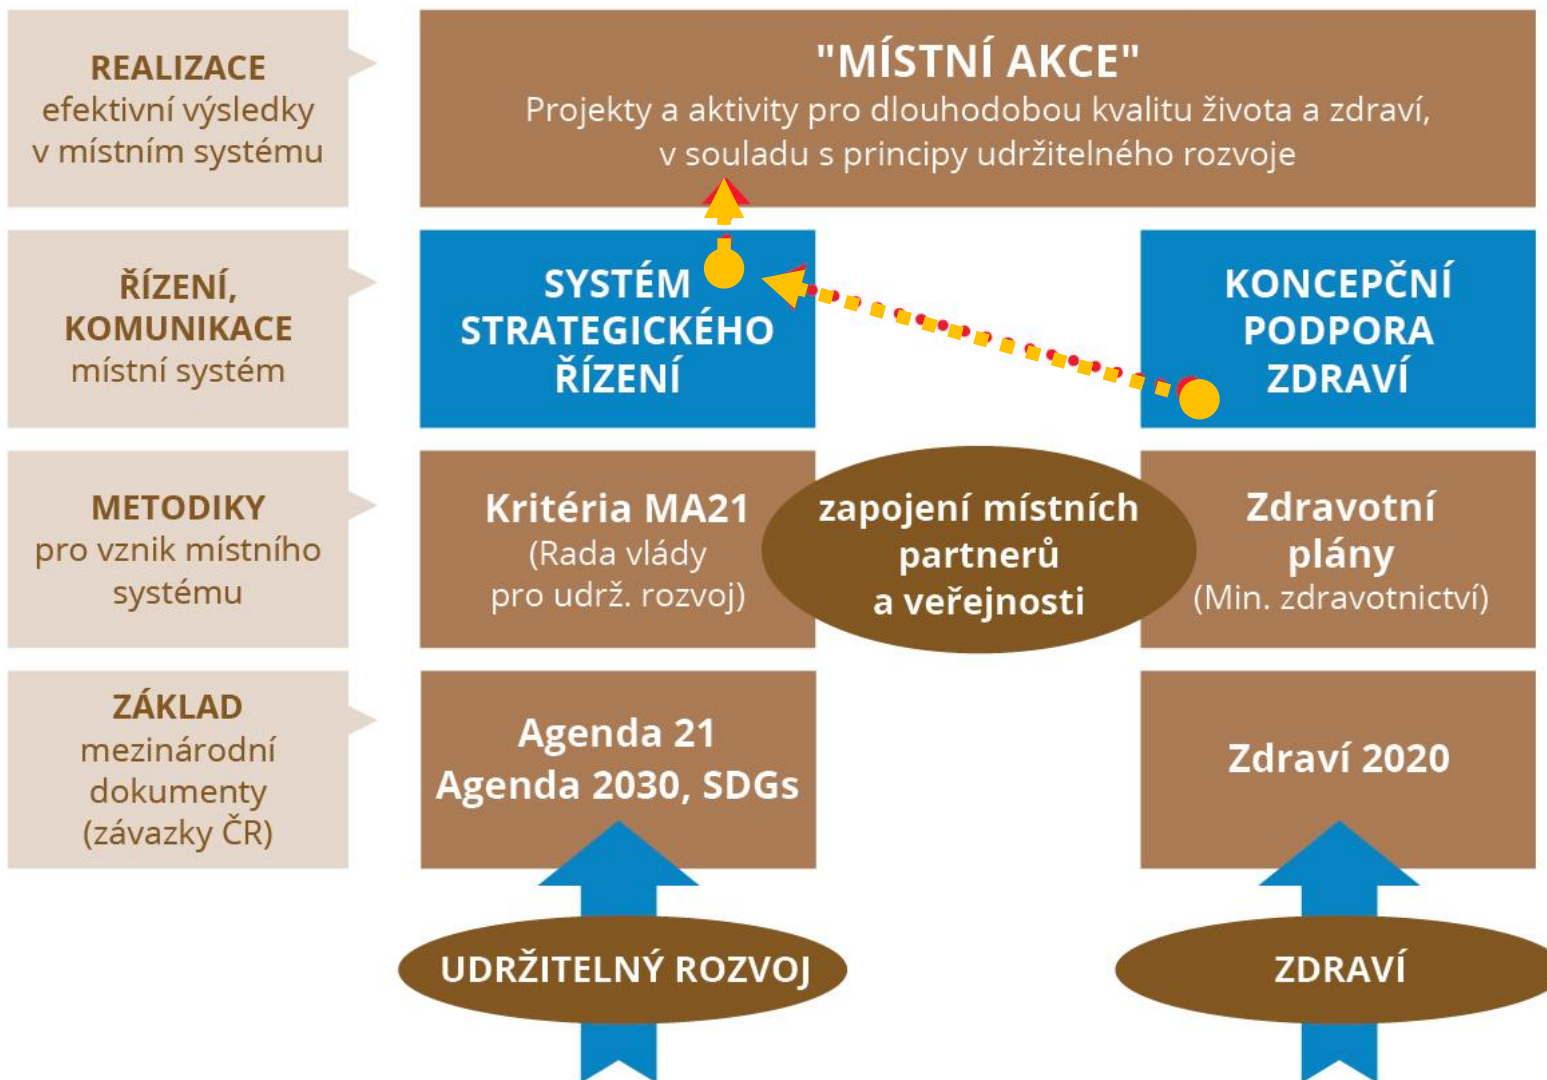 REALIZACE
efektivní výsledky
v místním systému
"MÍSTNÍ AKCE"
Projekty a aktivity pro dlouhodobou kvalitu života a zdraví,
v souladu s principy udržitelného rozvoje
ŘÍZENÍ,
KOMUNIKACE
místní systém
SYSTÉM
STRATEGICKÉHO
ŘÍZENÍ
KONCEPČNÍ
PODPORA
ZDRAVÍ
METODIKY
pro vznik místního
systému
Kritéria MA21
(Rada vlády
pro udrž. rozvoj)
zapojení místních
partnerů
a veřejnosti
Zdravotní
plány
(Min. zdravotnictví)
ZÁKLAD
mezinárodní
dokumenty
(závazky ČR)
Agenda 21
Agenda 2030, SDGs
Zdraví 2020
UDRŽITELNÝ ROZVOJ
ZDRAVÍ